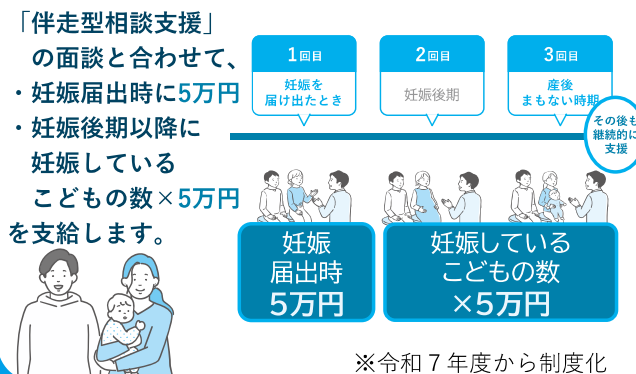 「伴走型相談支援」
の面談と合わせて、
・妊娠届出時に5万円
・妊娠後期以降に
妊娠している
こどもの数×5万円
を支給します。
1回目
妊娠を
届け出たとき
2回目
妊娠後期
3回目
産後
まもない時期
その後も
継続的に
支援
妊娠
届出時
5万円
妊娠している
こどもの数
×5万円
※令和7年度から制度化